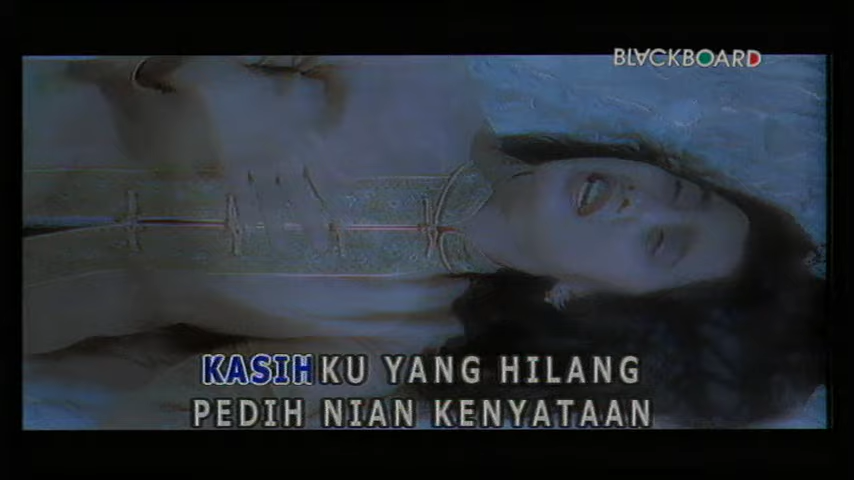 BLACKBOARD
KASIHKU YANG HILANG
PEDIH NIAN KENYATAAN